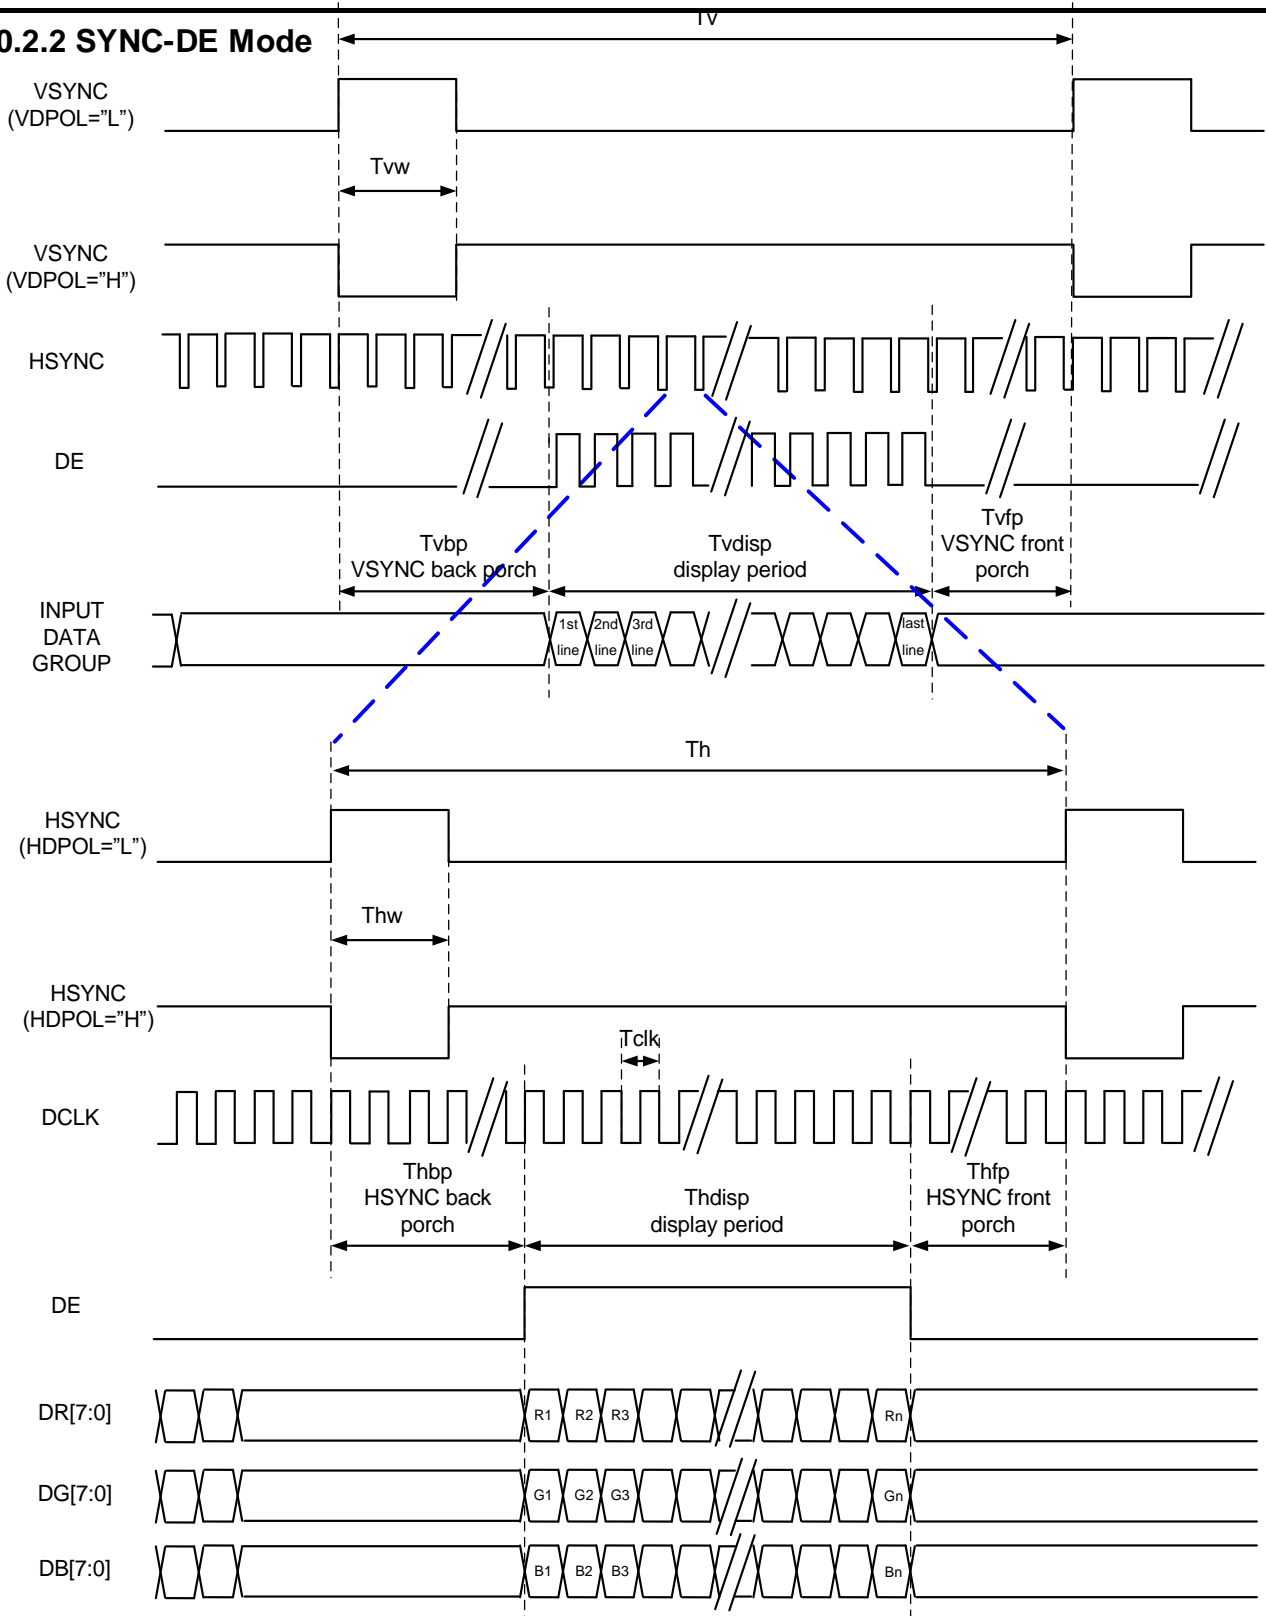 0.2.2 SYNC-DE Mode
Tv
VSYNC
(VDPOL=”L”)
Tvw
VSYNC
(VDPOL=”H”)
HSYNC
DE
Tvbp
VSYNC back porch
Tvdisp
display period
Tvfp
VSYNC front
porch
INPUT
DATA
GROUP
1st
line
2nd
line
3rd
line
last
line
Th
HSYNC
(HDPOL=”L”)
Thw
HSYNC
(HDPOL=”H”)
Tclk
DCLK
Thbp
HSYNC back
porch
Thdisp
display period
Thfp
HSYNC front
porch
DE
DR[7:0]
R1 R2 R3 Rn
DG[7:0]
G1 G2 G3 Gn
DB[7:0]
B1 B2 B3 Bn